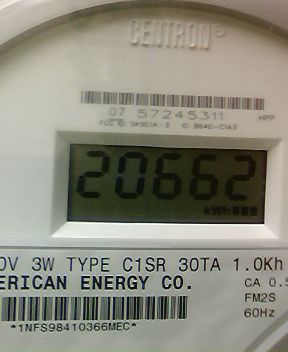 CENTRON®
07 57245311 HPP
20662
kWh
0V 3W TYPE C1SR 30TA 1.0Kh
ERICAN ENERGY CO. CA 0.5
FM2S
60Hz
*1NFS98410366MEC*